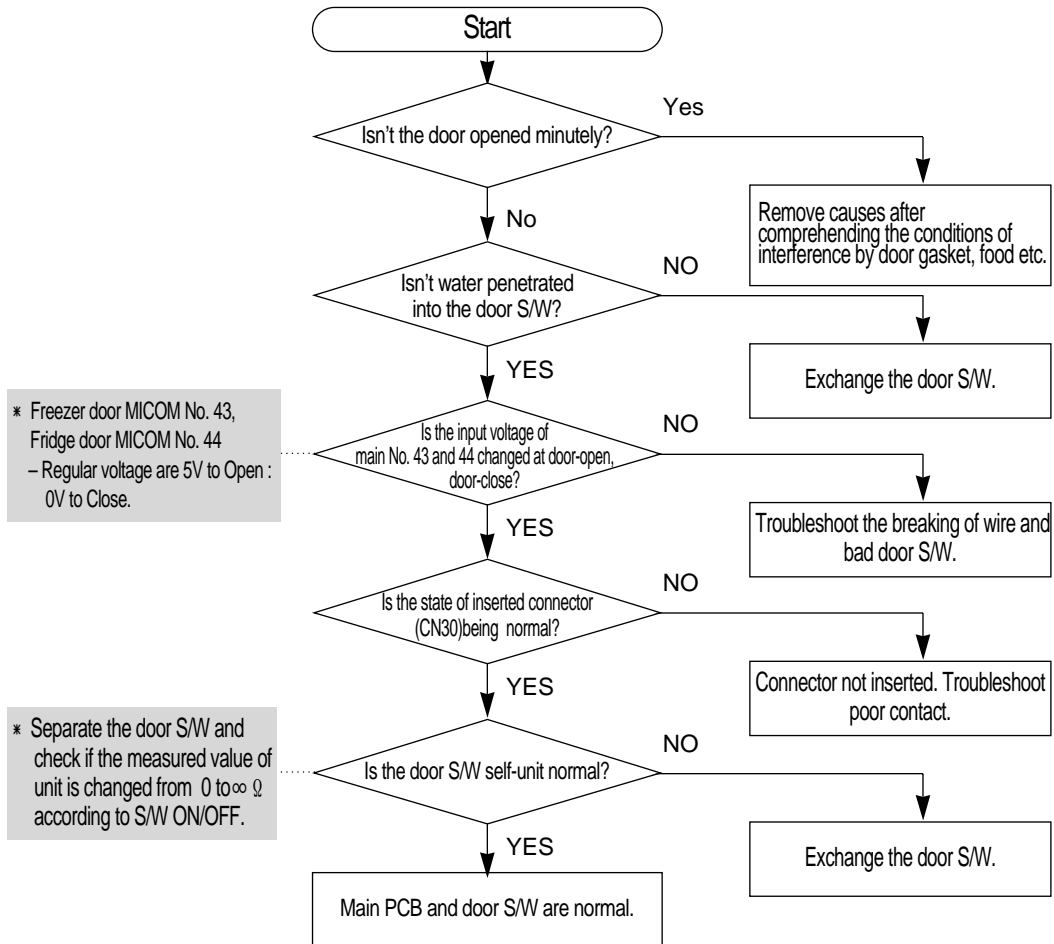 Start
Isn't the door opened minutely?
Yes
Remove causes after
comprehending the conditions of
interference by door gasket, food etc.
No
Isn't water penetrated
into the door S/W?
NO
Exchange the door S/W.
YES
* Freezer door MICOM No. 43,
Fridge door MICOM No. 44
– Regular voltage are 5V to Open :
0V to Close.
Is the input voltage of
main No. 43 and 44 changed at door-open,
door-close?
NO
Troubleshoot the breaking of wire and
bad door S/W.
YES
Is the state of inserted connector
(CN30)being normal?
NO
Connector not inserted. Troubleshoot
poor contact.
YES
* Separate the door S/W and
check if the measured value of
unit is changed from 0 to∞ Ω
according to S/W ON/OFF.
Is the door S/W self-unit normal?
NO
Exchange the door S/W.
YES
Main PCB and door S/W are normal.